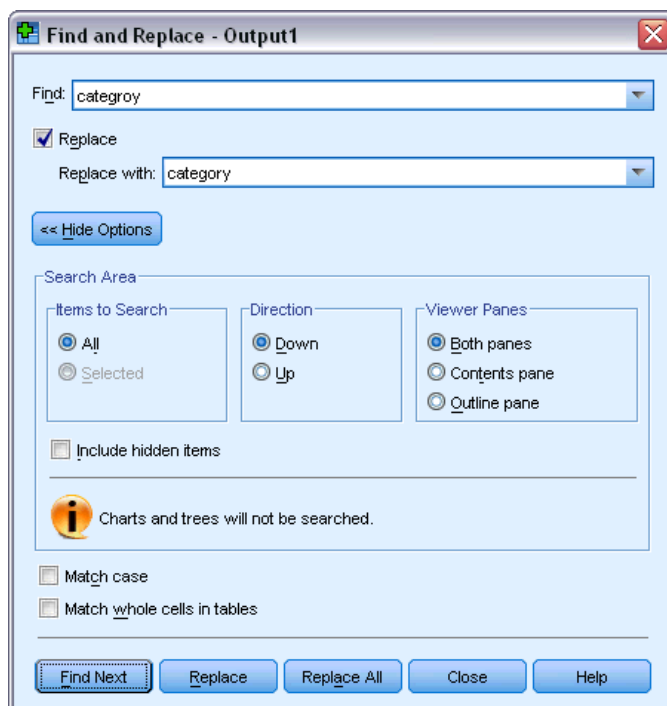 Find and Replace - Output1
Find: categroy
Replace
Replace with: category
<< Hide Options
Search Area
Items to Search
All
Selected
Direction
Down
Up
Viewer Panes
Both panes
Contents pane
Outline pane
Include hidden items
Charts and trees will not be searched.
Match case
Match whole cells in tables
Find Next Replace Replace All Close Help